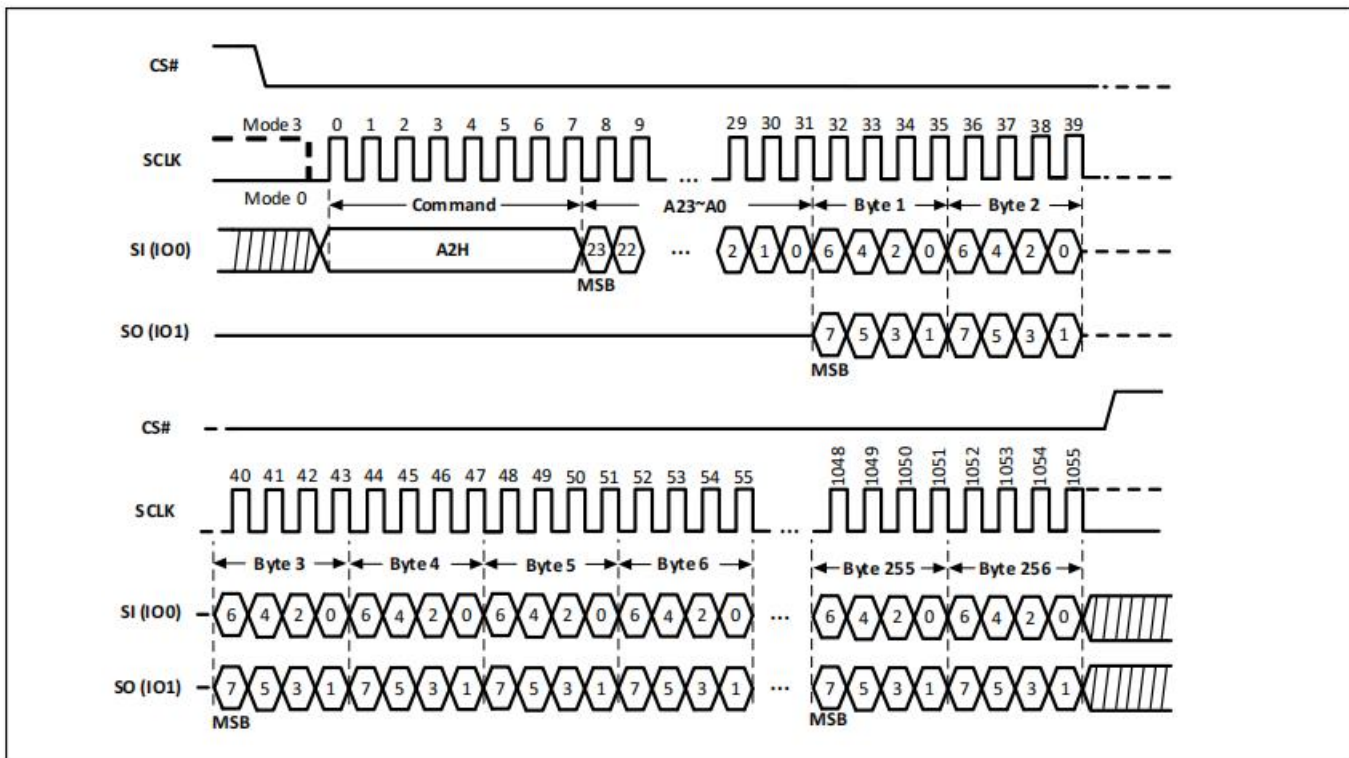 CS#
Mode 3 0 1 2 3 4 5 6 7 8 9 29 30 31 32 33 34 35 36 37 38 39
SCLK ...
Mode 0 Command A23~A0 Byte 1 Byte 2
SI (IO0) A2H 23 22 ... 2 1 0 6 4 2 0 6 4 2 0
MSB
SO (IO1) 7 5 3 1 7 5 3 1
MSB
CS#
40 41 42 43 44 45 46 47 48 49 50 51 52 53 54 55 1048 1049 1050 1051 1052 1053 1054 1055
SCLK ...
Byte 3 Byte 4 Byte 5 Byte 6 Byte 255 Byte 256
SI (IO0) 6 4 2 0 6 4 2 0 6 4 2 0 6 4 2 0 ... 6 4 2 0 6 4 2 0
SO (IO1) 7 5 3 1 7 5 3 1 7 5 3 1 7 5 3 1 ... 7 5 3 1 7 5 3 1
MSB MSB